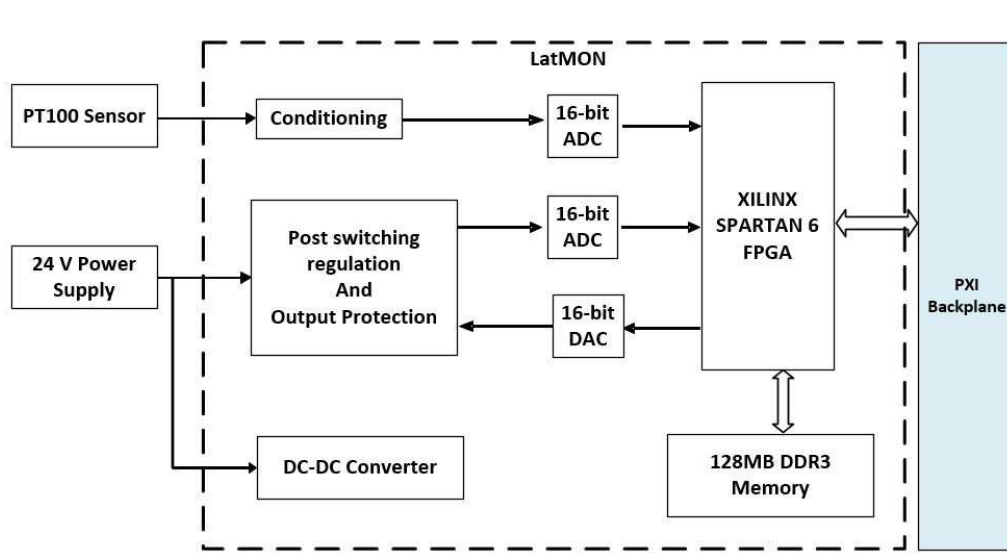 LatMON
PT100 Sensor
Conditioning
16-bit
ADC
24 V Power
Supply
Post switching
regulation
And
Output Protection
16-bit
ADC
16-bit
DAC
XILINX
SPARTAN 6
FPGA
PXI
Backplane
DC-DC Converter
128MB DDR3
Memory